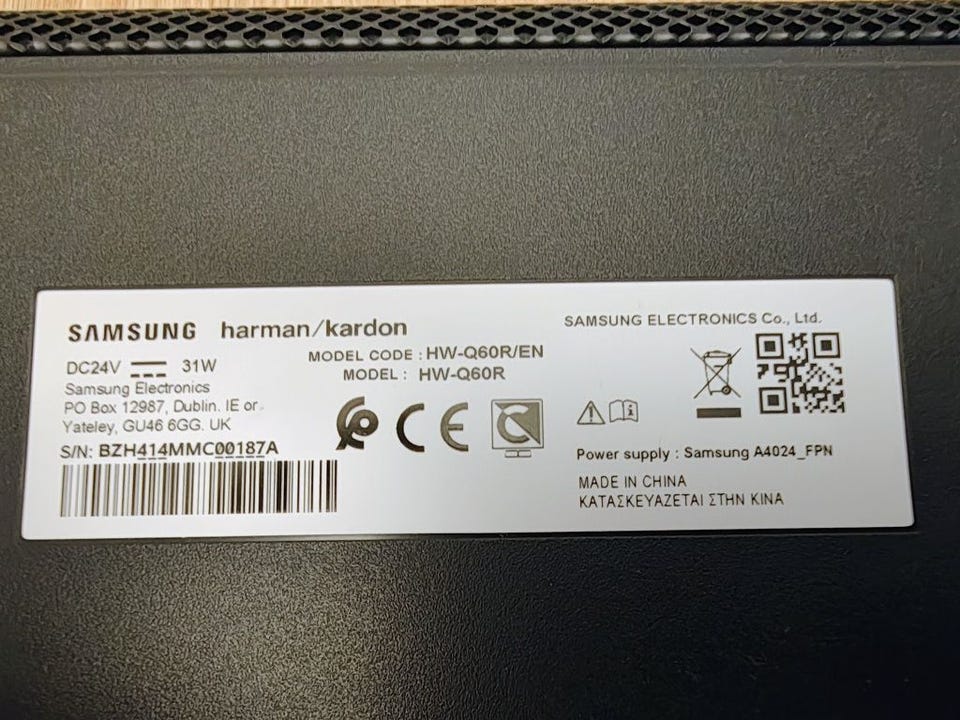 SAMSUNG harman/kardon
DC24V 31W
Samsung Electronics
PO Box 12987, Dublin. IE or
Yateley, GU46 6GG. UK
S/N: BZH414MMC00187A
MODEL CODE : HW-Q60R/EN
MODEL : HW-Q60R
CE
SAMSUNG ELECTRONICS Co., Ltd.
Power supply : Samsung A4024_FPN
MADE IN CHINA
ΚΑΤΑΣΚΕΥΑΖΕΤΑΙ ΣΤΗΝ ΚΙΝΑ